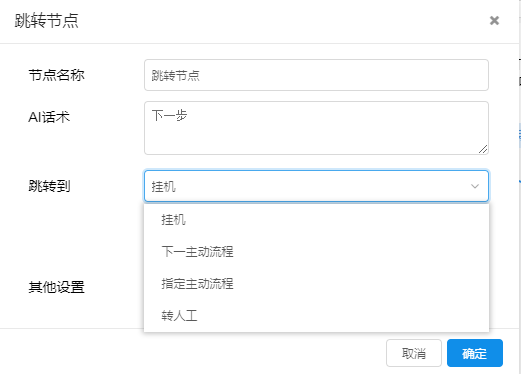 跳转节点
节点名称 跳转节点
AI话术 下一步
跳转到 挂机
挂机
下一主动流程
指定主动流程
其他设置
转人工
取消 确定